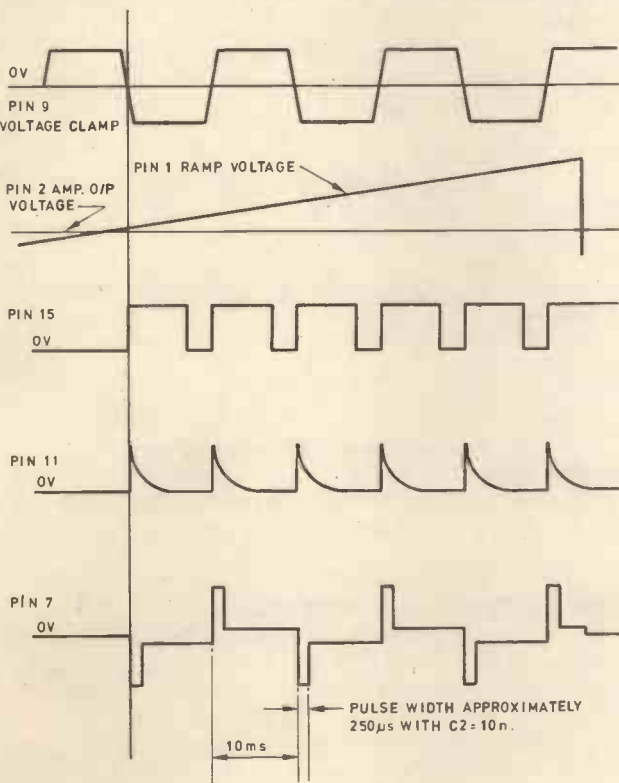 0V
PIN 9
VOLTAGE CLAMP
PIN 1 RAMP VOLTAGE
PIN 2 AMP. O/P
VOLTAGE
PIN 15
0V
PIN 11
0V
PIN 7
0V
PULSE WIDTH APPROXIMATELY
250µs WITH C2= 10n.
10ms